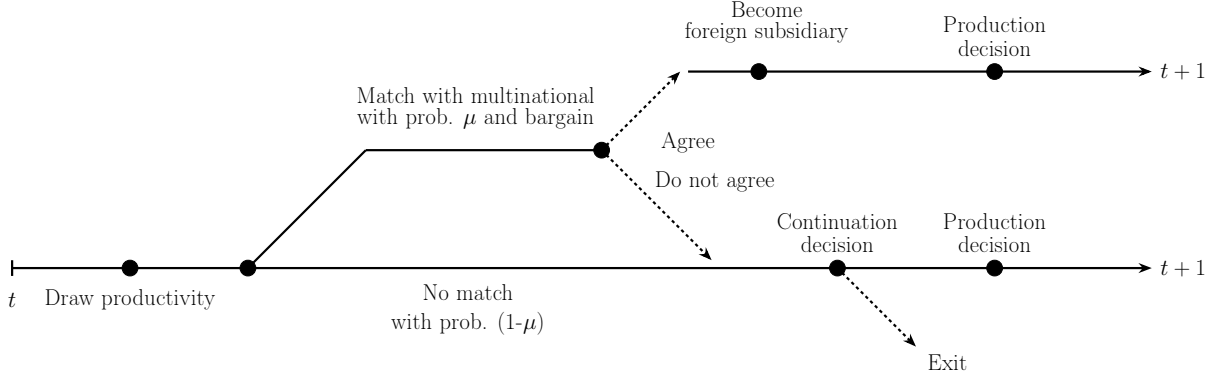 Become
foreign subsidiary
Production
decision
t + 1
Match with multinational
with prob. μ and bargain
Agree
Do not agree
Continuation
decision
Production
decision
t + 1
t
Draw productivity
No match
with prob. (1-μ)
Exit